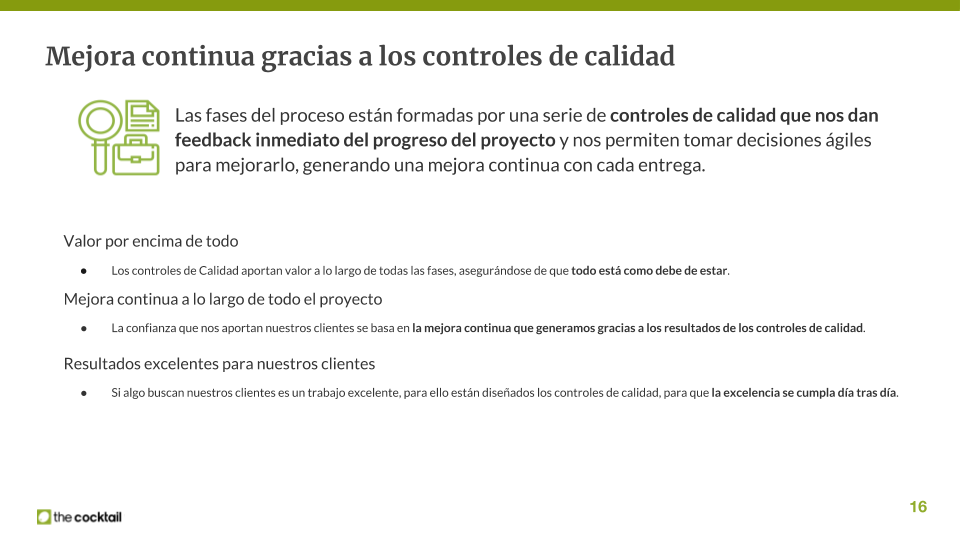 Mejora continua gracias a los controles de calidad
Las fases del proceso están formadas por una serie de controles de calidad que nos dan
feedback inmediato del progreso del proyecto y nos permiten tomar decisiones ágiles
para mejorarlo, generando una mejora continua con cada entrega.
Valor por encima de todo
● Los controles de Calidad aportan valor a lo largo de todas las fases, asegurándose de que todo está como debe de estar.
Mejora continua a lo largo de todo el proyecto
● La confianza que nos aportan nuestros clientes se basa en la mejora continua que generamos gracias a los resultados de los controles de calidad.
Resultados excelentes para nuestros clientes
● Si algo buscan nuestros clientes es un trabajo excelente, para ello están diseñados los controles de calidad, para que la excelencia se cumpla día tras día.
the cocktail
16